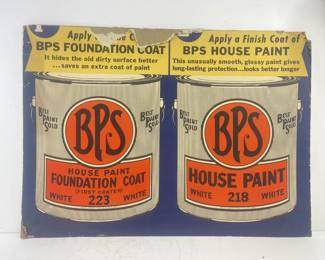 Apply
BPS FOUNDATION COAT
It hides the old dirty surface better
...saves an extra coat of paint
BEST PAINT SOLD
BPS
BEST PAINT SOLD
HOUSE PAINT
FOUNDATION COAT
(FIRST COATER)
WHITE 223 WHITE
Apply a Finish Coat of
BPS HOUSE PAINT
This unusually smooth, glossy paint gives
long-lasting protection...looks better longer
BEST PAINT SOLD
BPS
BEST PAINT SOLD
HOUSE PAINT
WHITE 218 WHITE